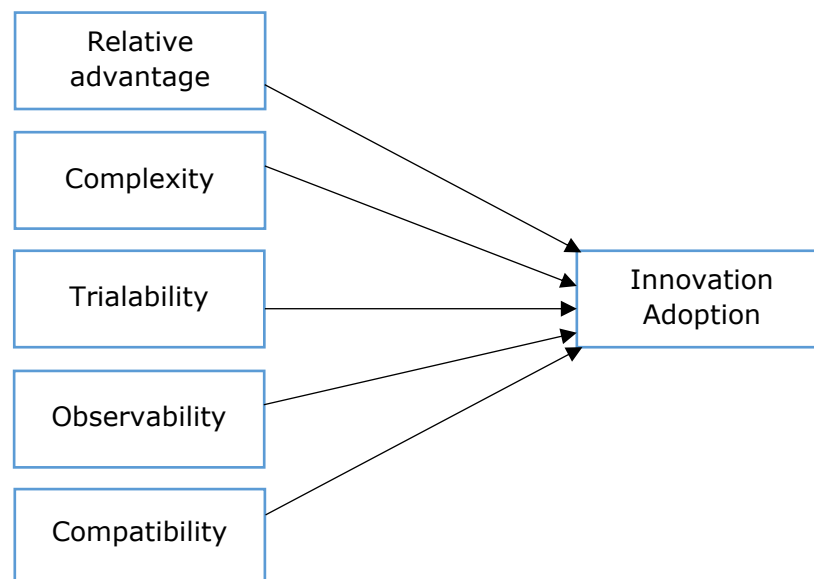 Relative
advantage
Complexity
Trialability
Observability
Compatibility
Innovation
Adoption